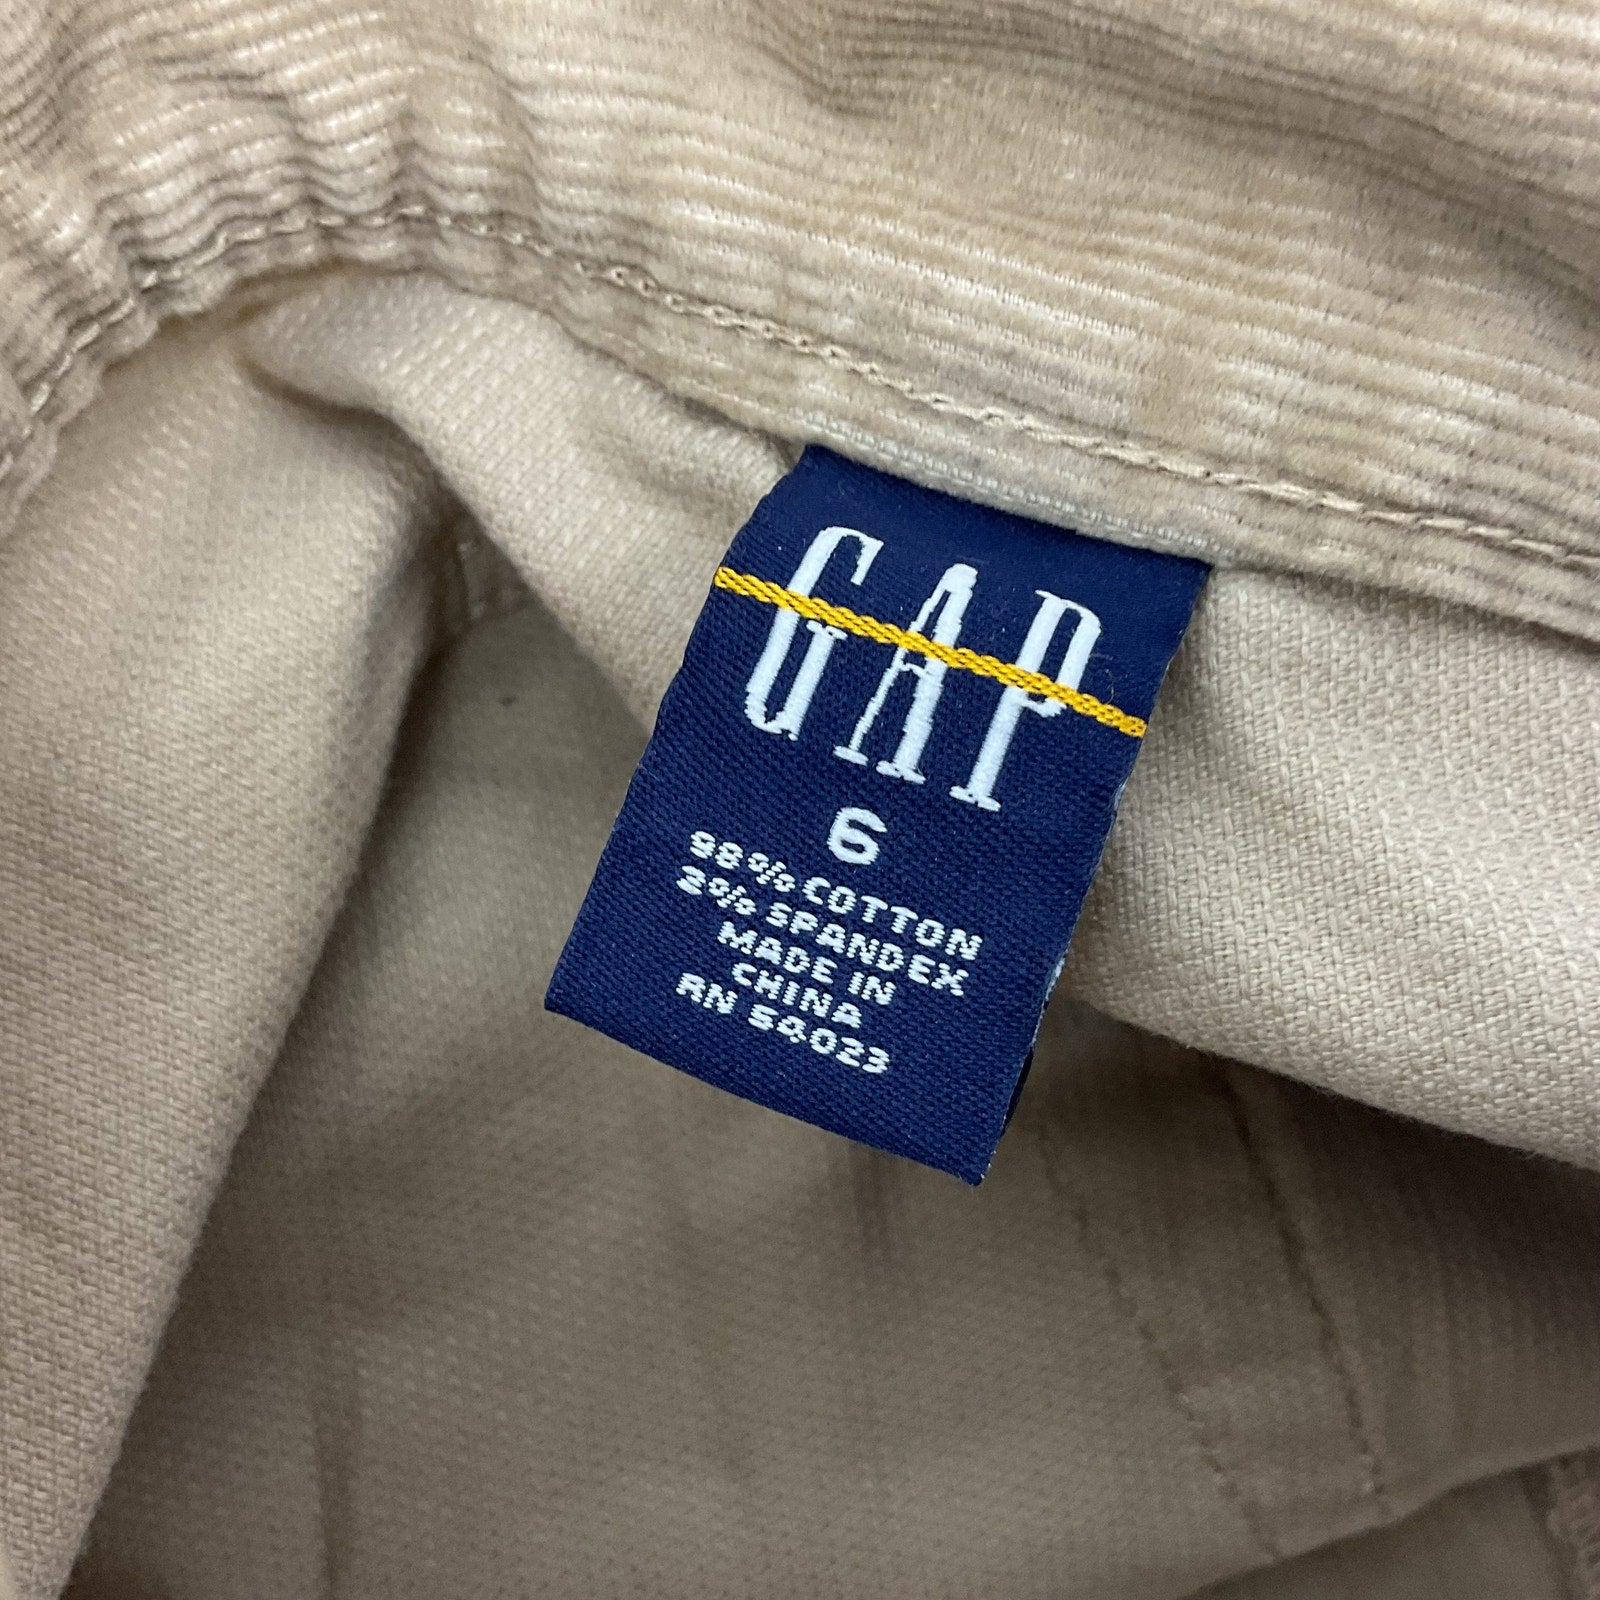 GAP
6
98% COTTON
2% SPANDEX
MADE IN
CHINA
RN 54023